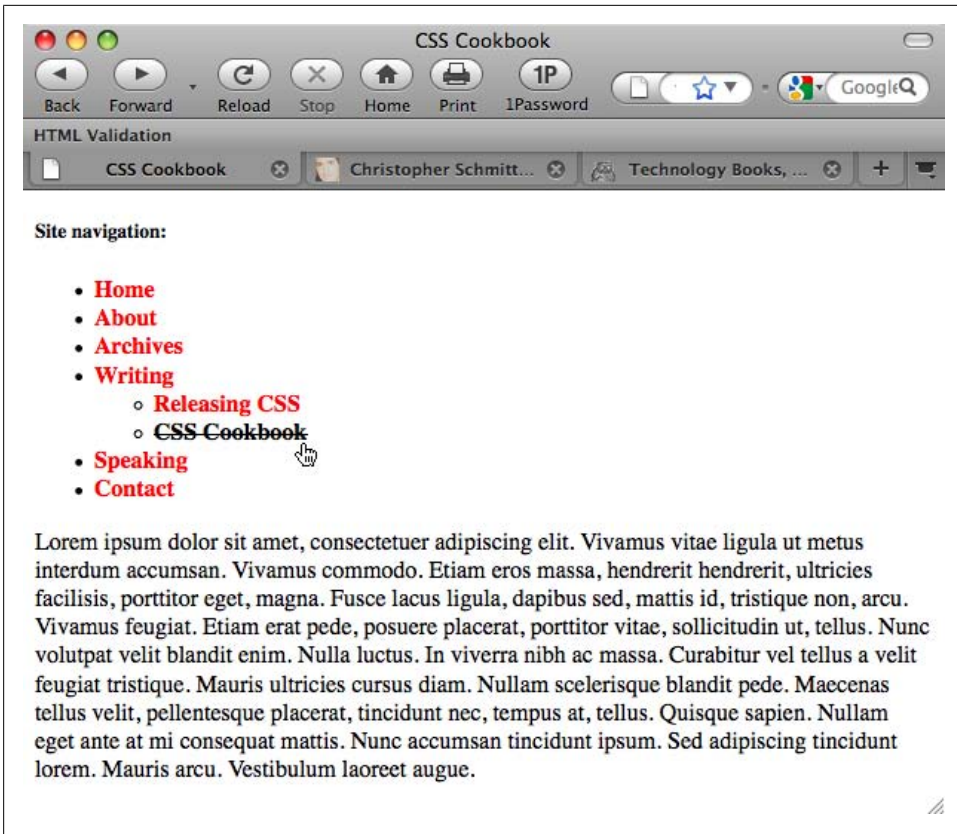 CSS Cookbook
Back Forward Reload Stop Home Print 1P 1Password Google
HTML Validation
CSS Cookbook Christopher Schmitt... Technology Books, ... +
Site navigation:
• Home
• About
• Archives
• Writing
◦ Releasing CSS
◦ CSS Cookbook
• Speaking
• Contact
Lorem ipsum dolor sit amet, consectetuer adipiscing elit. Vivamus vitae ligula ut metus
interdum accumsan. Vivamus commodo. Etiam eros massa, hendrerit hendrerit, ultricies
facilisis, porttitor eget, magna. Fusce lacus ligula, dapibus sed, mattis id, tristique non, arcu.
Vivamus feugiat. Etiam erat pede, posuere placerat, porttitor vitae, sollicitudin ut, tellus. Nunc
volutpat velit blandit enim. Nulla luctus. In viverra nibh ac massa. Curabitur vel tellus a velit
feugiat tristique. Mauris ultricies cursus diam. Nullam scelerisque blandit pede. Maecenas
tellus velit, pellentesque placerat, tincidunt nec, tempus at, tellus. Quisque sapien. Nullam
eget ante at mi consequat mattis. Nunc accumsan tincidunt ipsum. Sed adipiscing tincidunt
lorem. Mauris arcu. Vestibulum laoreet augue.